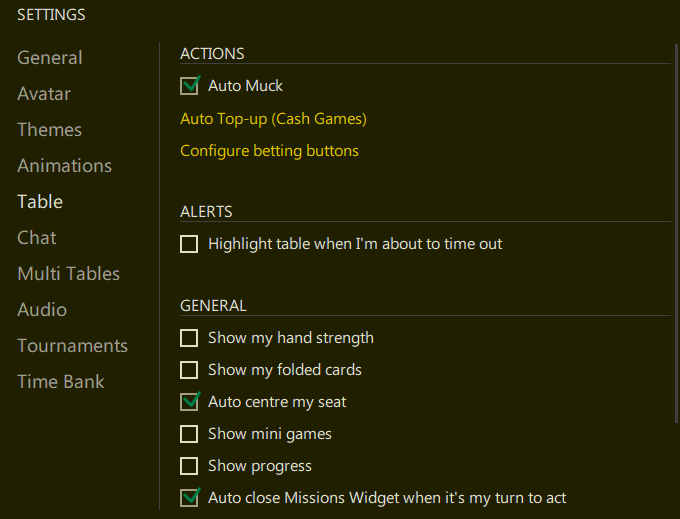 SETTINGS
General
Avatar
Themes
Animations
Table
Chat
Multi Tables
Audio
Tournaments
Time Bank
ACTIONS
Auto Muck
Auto Top-up (Cash Games)
Configure betting buttons
ALERTS
Highlight table when I'm about to time out
GENERAL
Show my hand strength
Show my folded cards
Auto centre my seat
Show mini games
Show progress
Auto close Missions Widget when it's my turn to act